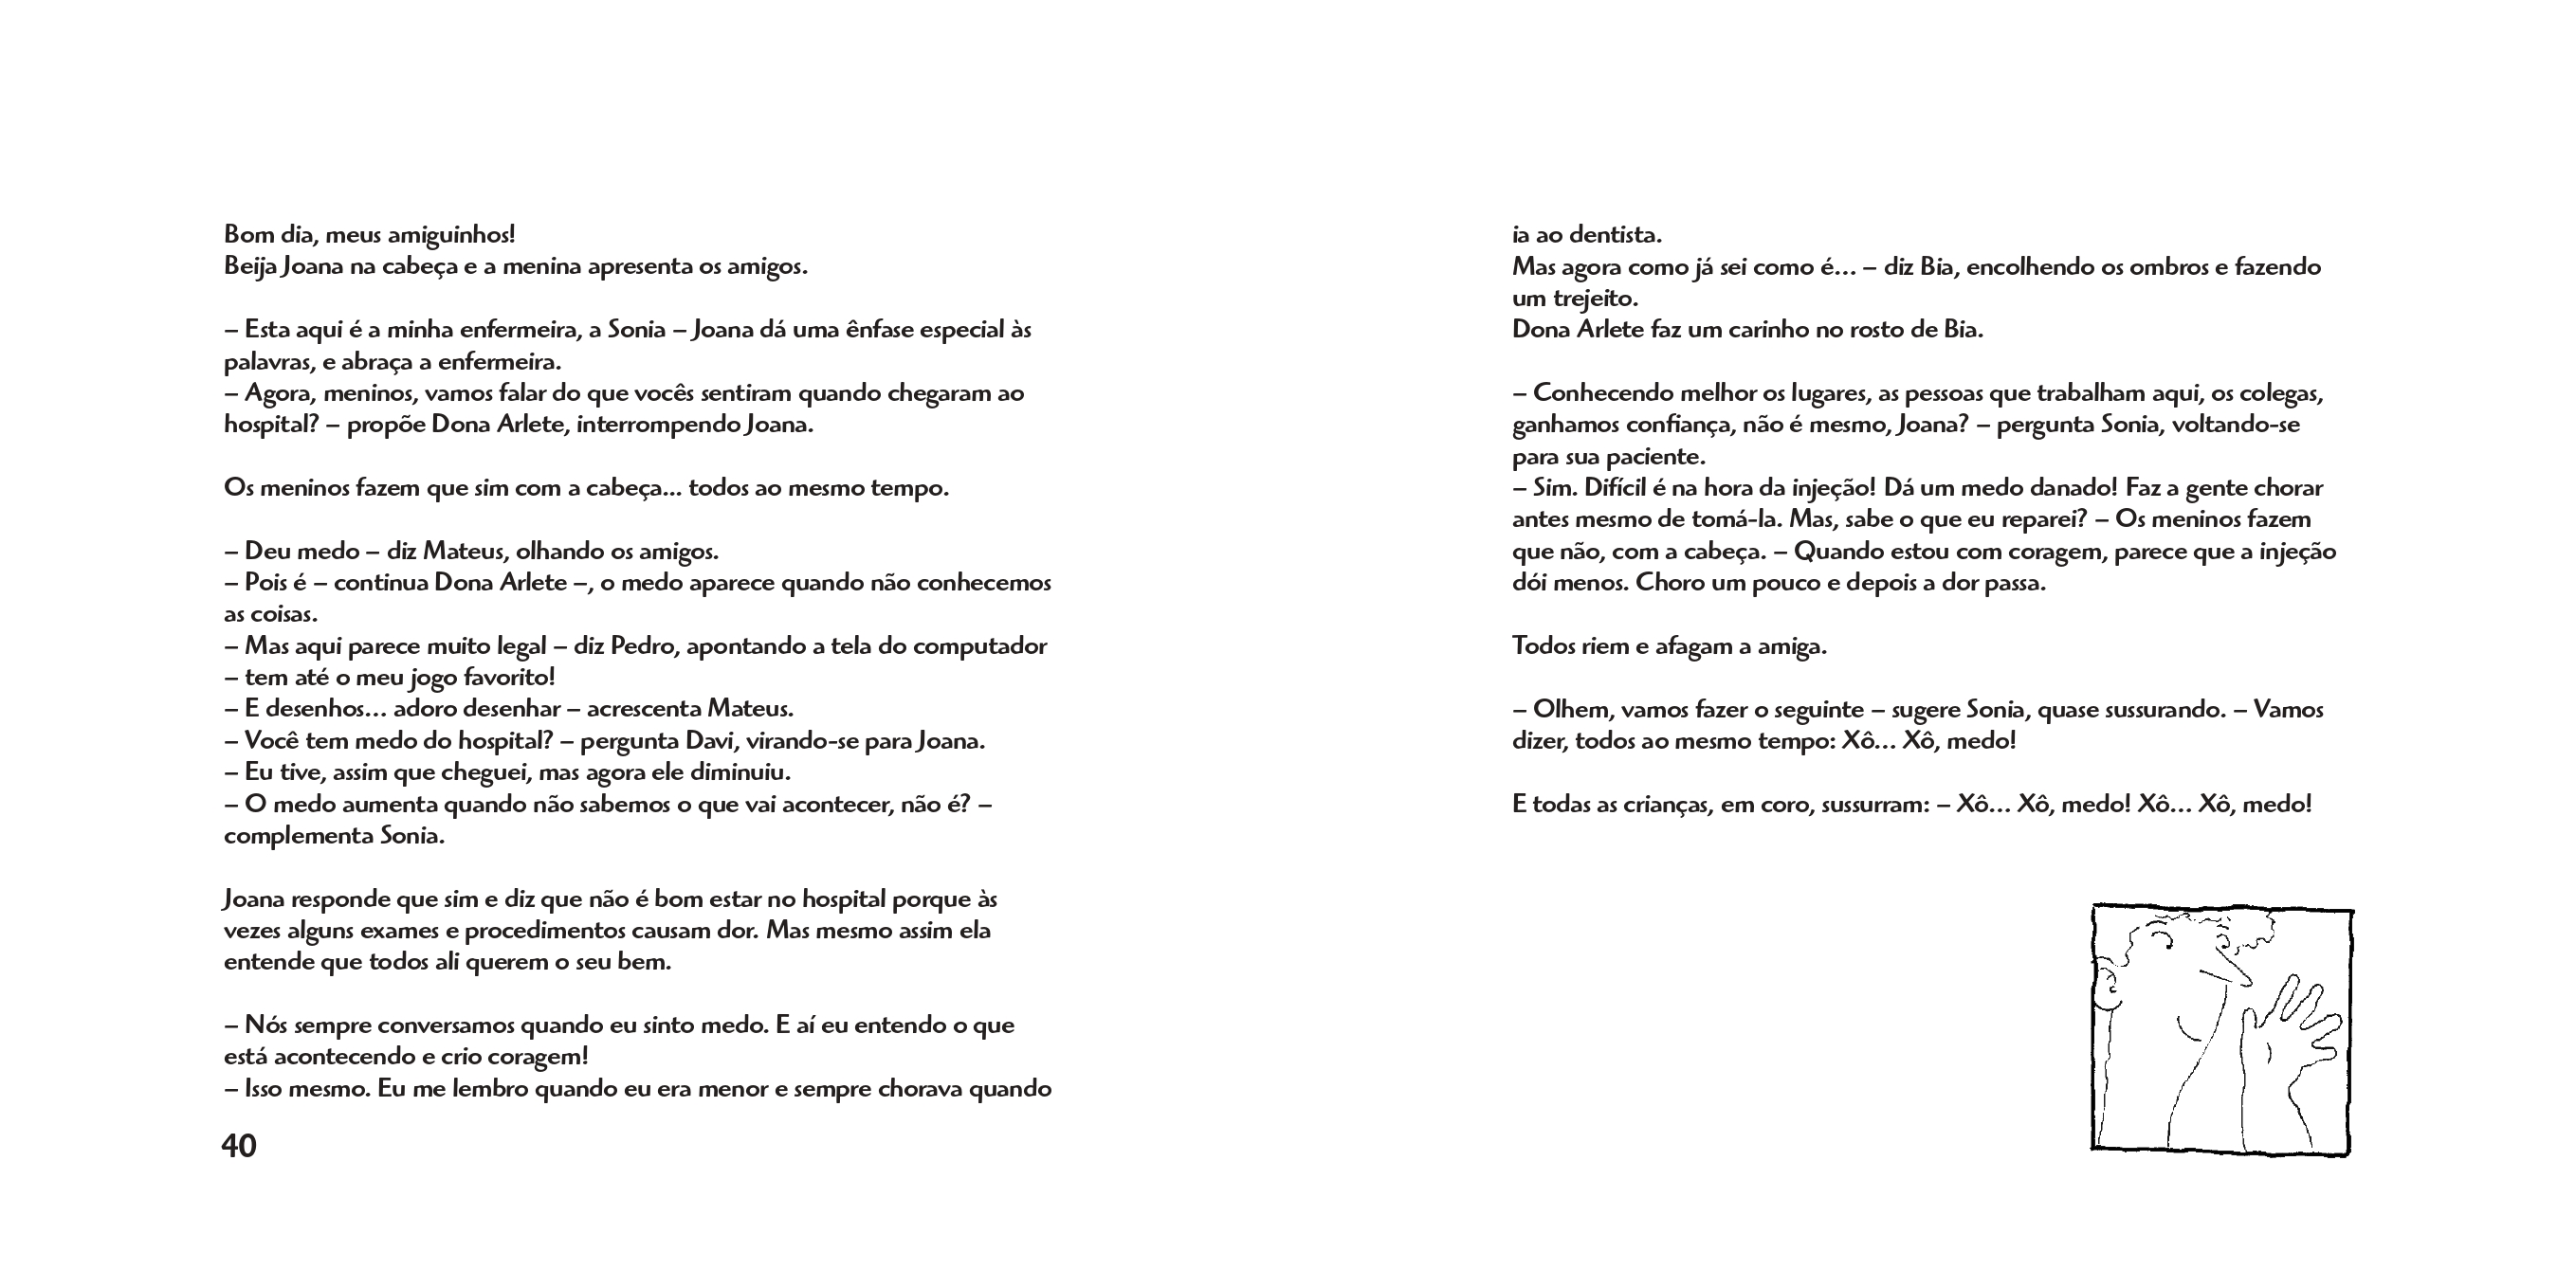 Bom dia, meus amiguinhos!
Beija Joana na cabeça e a menina apresenta os amigos.
– Esta aqui é a minha enfermeira, a Sonia – Joana dá uma ênfase especial às
palavras, e abraça a enfermeira.
– Agora, meninos, vamos falar do que vocês sentiram quando chegaram ao
hospital? – propõe Dona Arlete, interrompendo Joana.
Os meninos fazem que sim com a cabeça... todos ao mesmo tempo.
– Deu medo – diz Mateus, olhando os amigos.
– Pois é – continua Dona Arlete –, o medo aparece quando não conhecemos
as coisas.
– Mas aqui parece muito legal – diz Pedro, apontando a tela do computador
– tem até o meu jogo favorito!
– E desenhos... adoro desenhar – acrescenta Mateus.
– Você tem medo do hospital? – pergunta Davi, virando-se para Joana.
– Eu tive, assim que cheguei, mas agora ele diminuiu.
– O medo aumenta quando não sabemos o que vai acontecer, não é? –
complementa Sonia.
Joana responde que sim e diz que não é bom estar no hospital porque às
vezes alguns exames e procedimentos causam dor. Mas mesmo assim ela
entende que todos ali querem o seu bem.
– Nós sempre conversamos quando eu sinto medo. E aí eu entendo o que
está acontecendo e crio coragem!
– Isso mesmo. Eu me lembro quando eu era menor e sempre chorava quando
40
ia ao dentista.
Mas agora como já sei como é... – diz Bia, encolhendo os ombros e fazendo
um trejeito.
Dona Arlete faz um carinho no rosto de Bia.
– Conhecendo melhor os lugares, as pessoas que trabalham aqui, os colegas,
ganhamos confiança, não é mesmo, Joana? – pergunta Sonia, voltando-se
para sua paciente.
– Sim. Difícil é na hora da injeção! Dá um medo danado! Faz a gente chorar
antes mesmo de tomá-la. Mas, sabe o que eu reparei? – Os meninos fazem
que não, com a cabeça. – Quando estou com coragem, parece que a injeção
dói menos. Choro um pouco e depois a dor passa.
Todos riem e afagam a amiga.
– Olhem, vamos fazer o seguinte – sugere Sonia, quase sussurando. – Vamos
dizer, todos ao mesmo tempo: Xô... Xô, medo!
E todas as crianças, em coro, sussurram: – Xô... Xô, medo! Xô... Xô, medo!